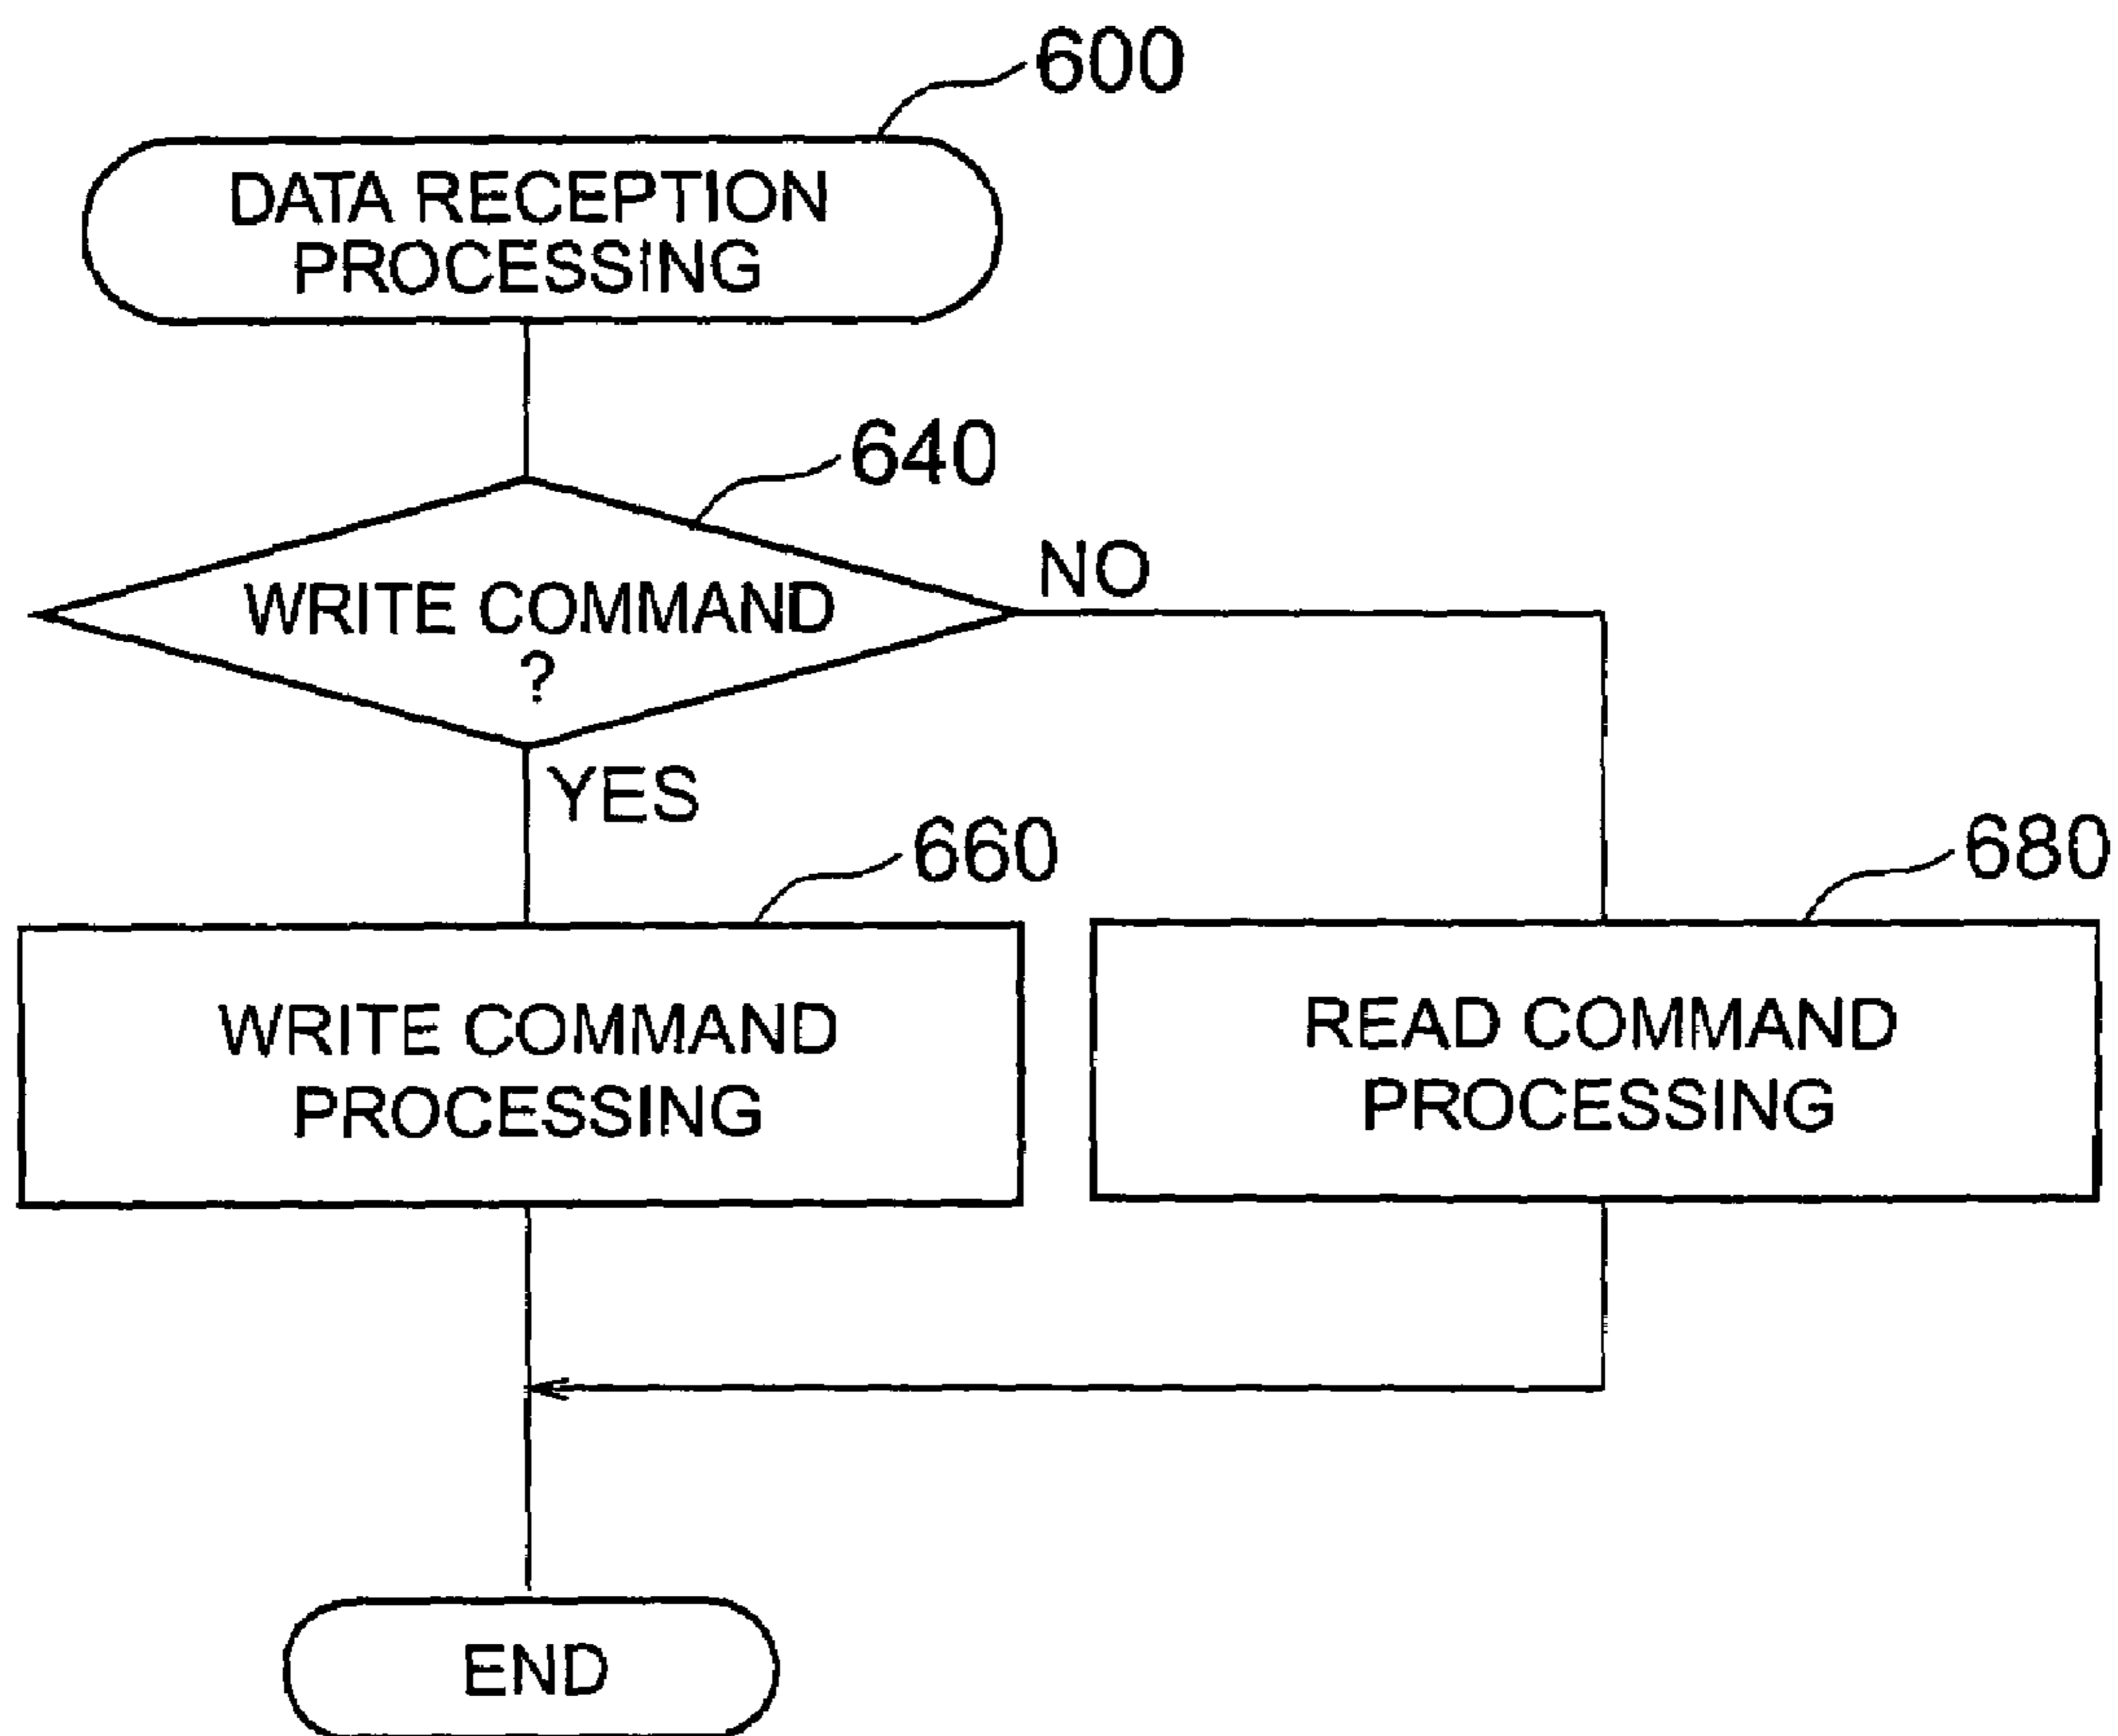 600
DATA RECEPTION
PROCESSING
640
NO
WRITE COMMAND
?
YES
660
680
WRITE COMMAND
PROCESSING
READ COMMAND
PROCESSING
END